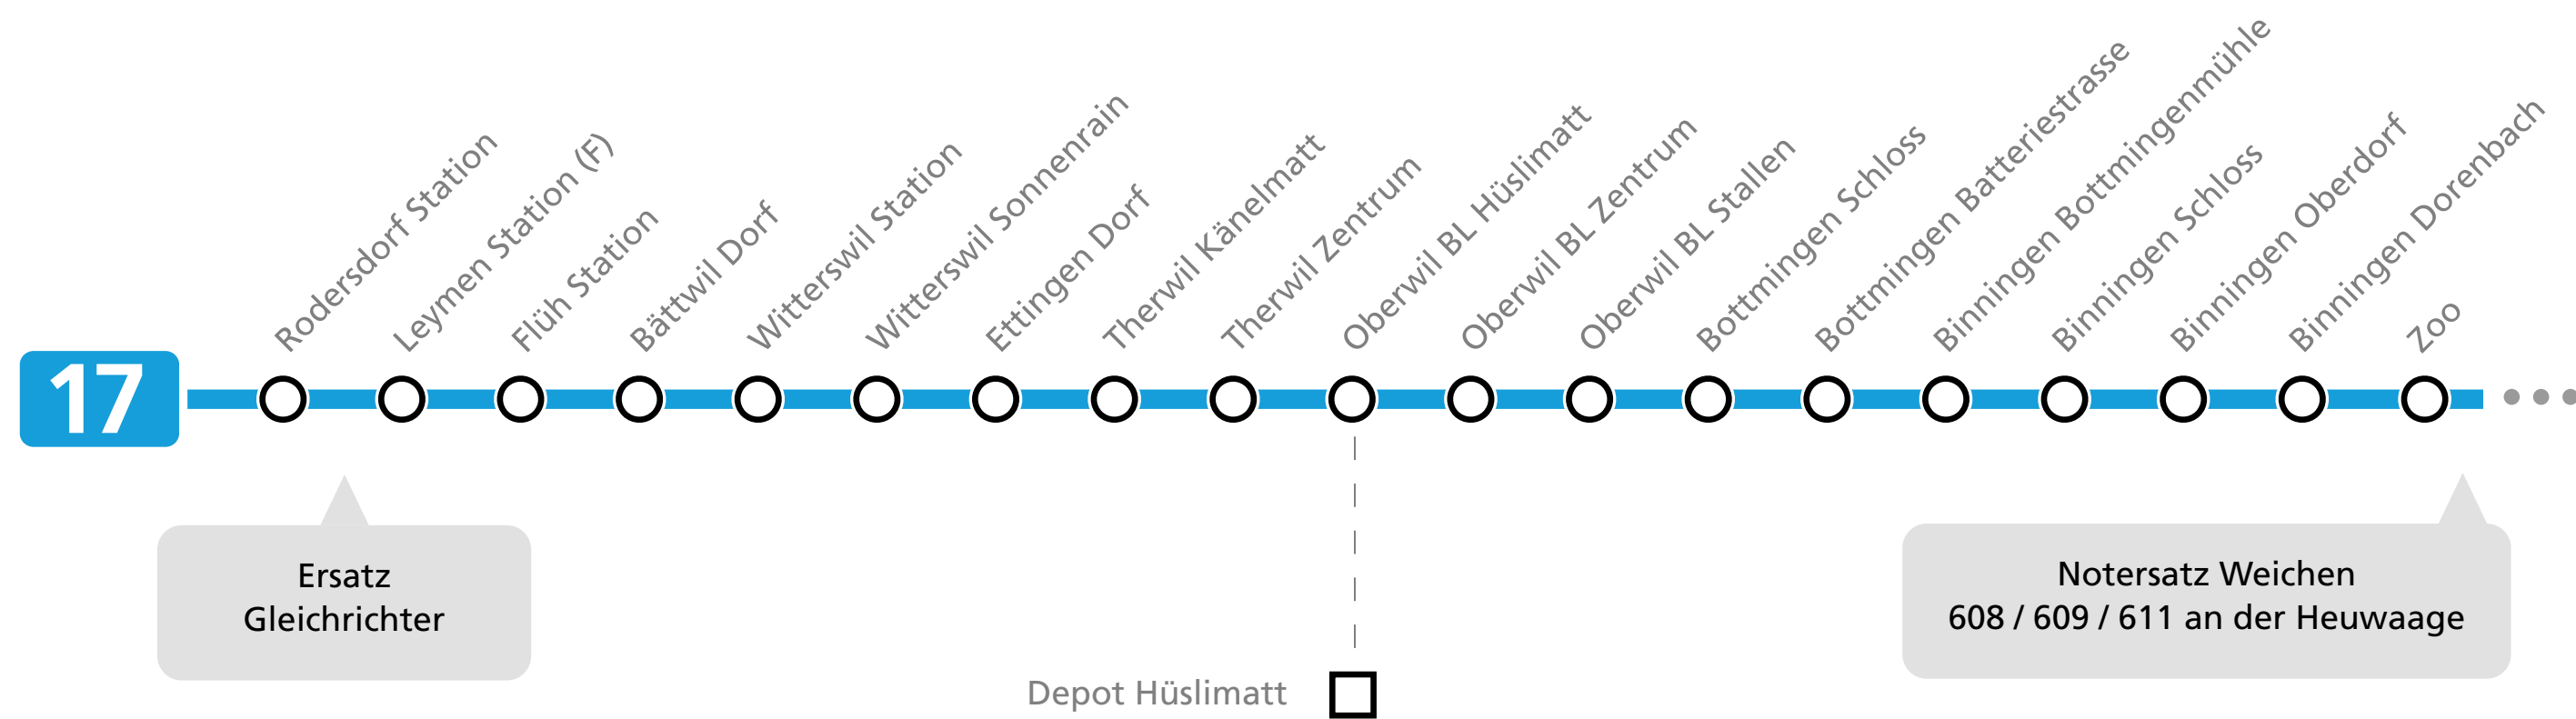 17
Rodersdorf Station
Leymen Station (F)
Flüh Station
Bättwil Dorf
Witterswil Station
Witterswil Sonnenrain
Ettingen Dorf
Therwil Känelmatt
Therwil Zentrum
Oberwil BL Hüslimatt
Oberwil BL Zentrum
Oberwil BL Stallen
Bottmingen Schloss
Bottmingen Batteriestrasse
Binningen Bottmingenmühle
Binningen Schloss
Binningen Oberdorf
Binningen Dorenbach
Zoo
Ersatz
Gleichrichter
Notersatz Weichen
608 / 609 / 611 an der Heuwaage
Depot Hüslimatt